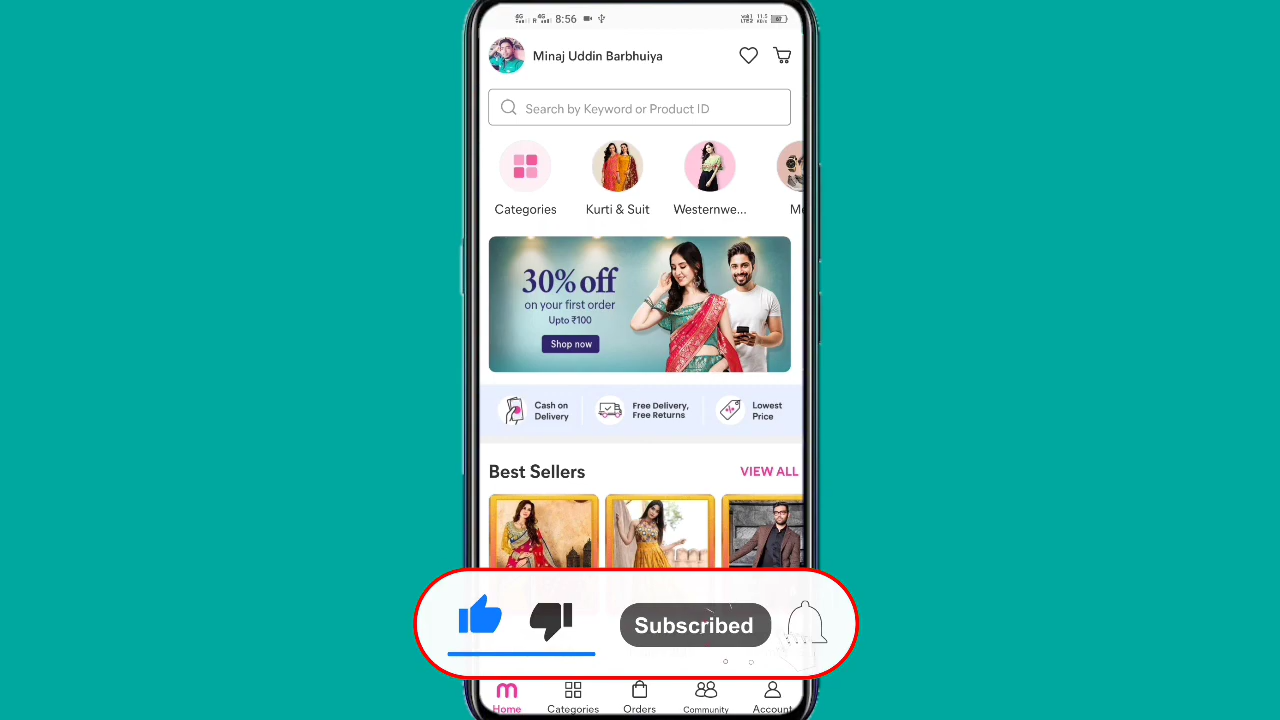 8:56
Minaj Uddin Barbhuiya
Search by Keyword or Product ID
Categories
Kurti & Suit
Westernwe...
30% off
on your first order
Upto ₹100
Shop now
Cash on
Delivery
Free Delivery,
Free Returns
Lowest
Price
Best Sellers
VIEW ALL
Subscribed
Home
Categories
Orders
Community
Account